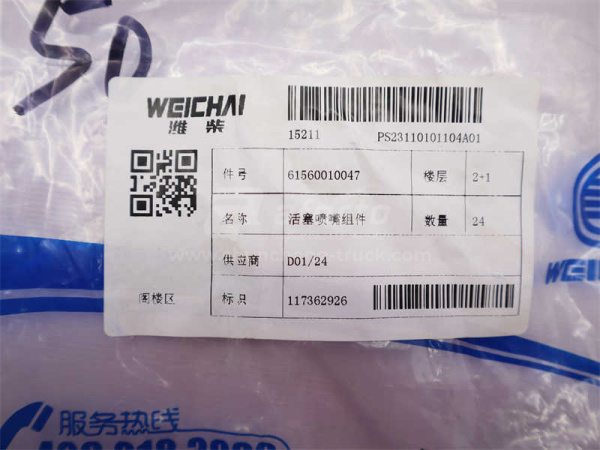 50
WEICHAI
潍柴
15211 PS23110101104A01
件号 61560010047 楼层 2+1
名称 活塞喷嘴组件 数量 24
供应商 D01/24
阁楼区 标识 117362926
WEIC
服务热线